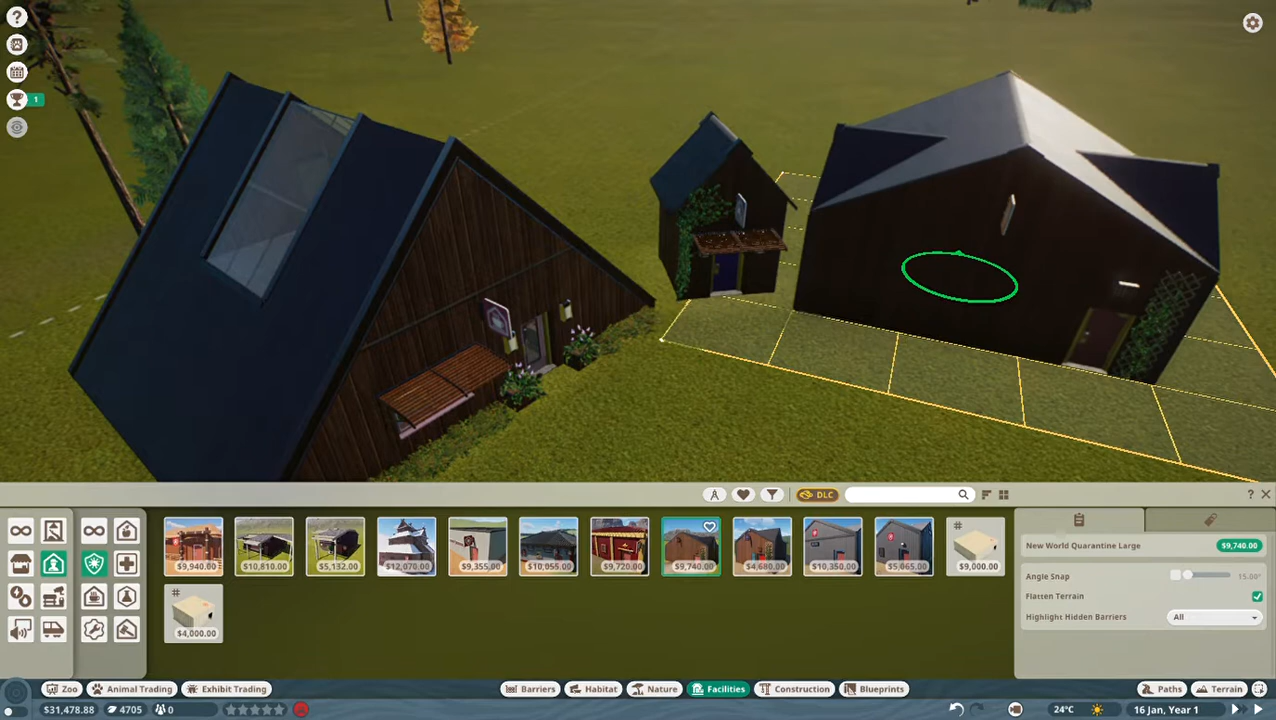 ?
1
DLC
? X
$9,940.00 $10,810.00 $5,132.00 $12,070.00 $9,355.00 $10,055.00 $9,720.00 $9,740.00 $4,680.00 $10,350.00 $5,665.00 # $9,000.00
# $4,000.00
New World Quarantine Large $9,740.00
Angle Snap 15.00°
Flatten Terrain
Highlight Hidden Barriers All
Zoo Animal Trading Exhibit Trading Barriers Habitat Nature Facilities Construction Blueprints Paths Terrain
$31,478.88 4705 0 24°C 16 Jan, Year 1